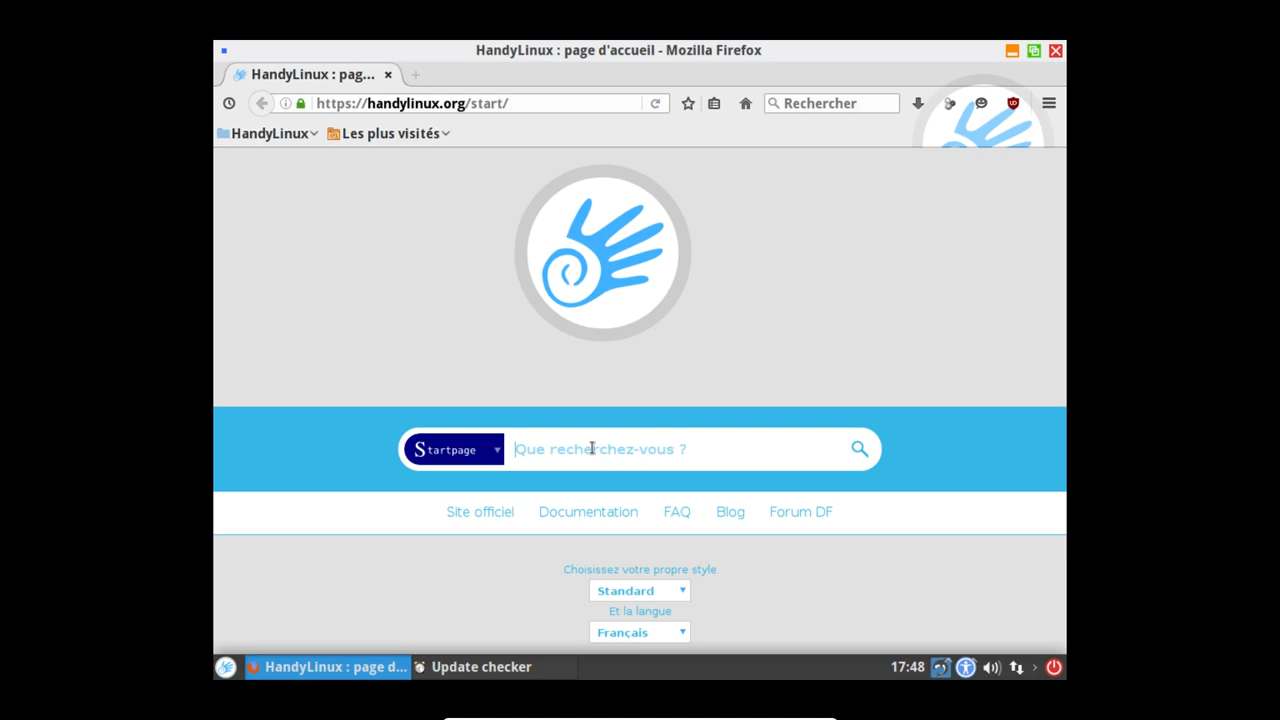 HandyLinux : page d'accueil - Mozilla Firefox
HandyLinux : pag...
https://handylinux.org/start/
Rechercher
HandyLinux
Les plus visités
Startpage
Que recherchez-vous ?
Site officiel Documentation FAQ Blog Forum DF
Choisissez votre propre style
Standard
Et la langue
Français
HandyLinux : page d... Update checker 17:48